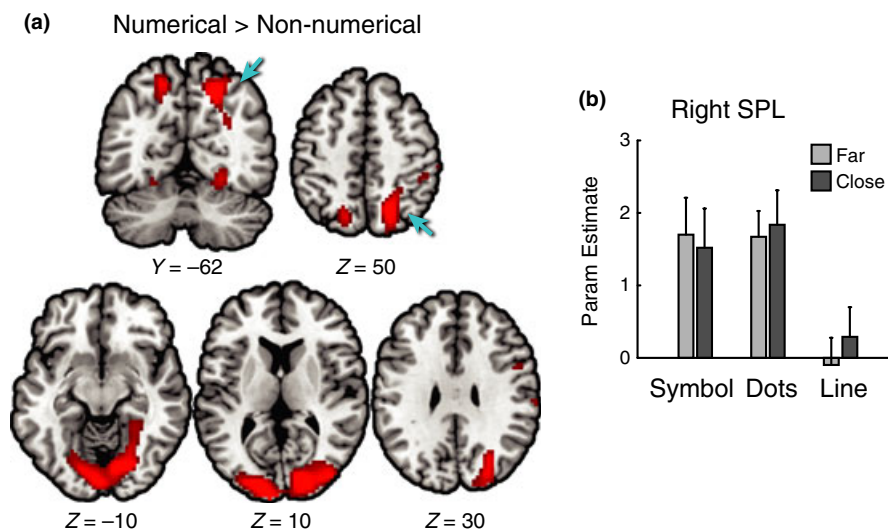 (a) Numerical > Non-numerical
Y = –62
Z = 50
Z = –10
Z = 10
Z = 30
(b)
Right SPL
Far
Close
Param Estimate
3
2
1
0
Symbol Dots Line